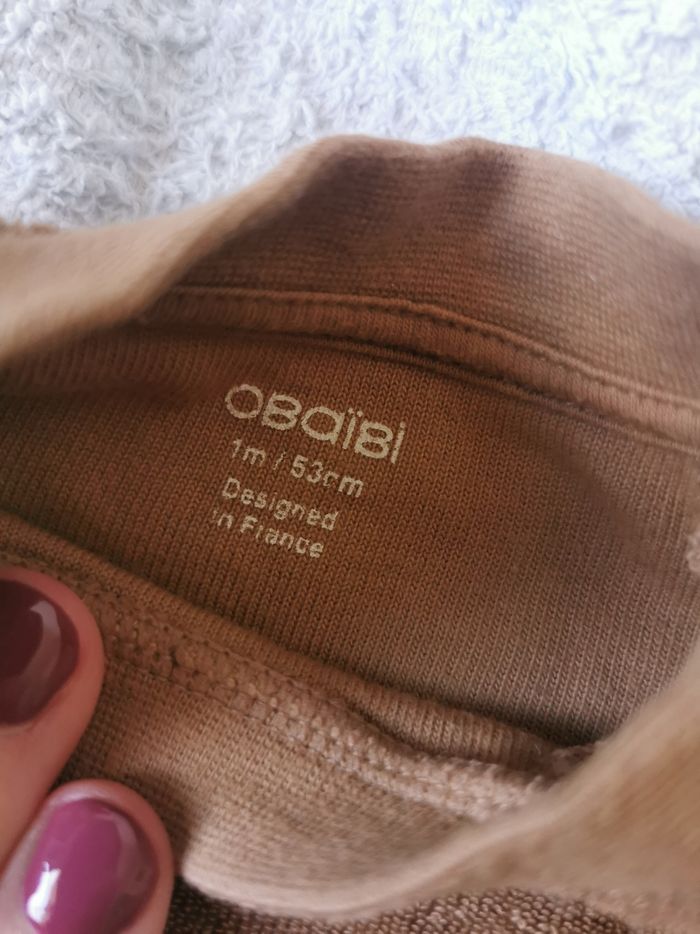 OBaïBi
1m / 53cm
Designed
in France